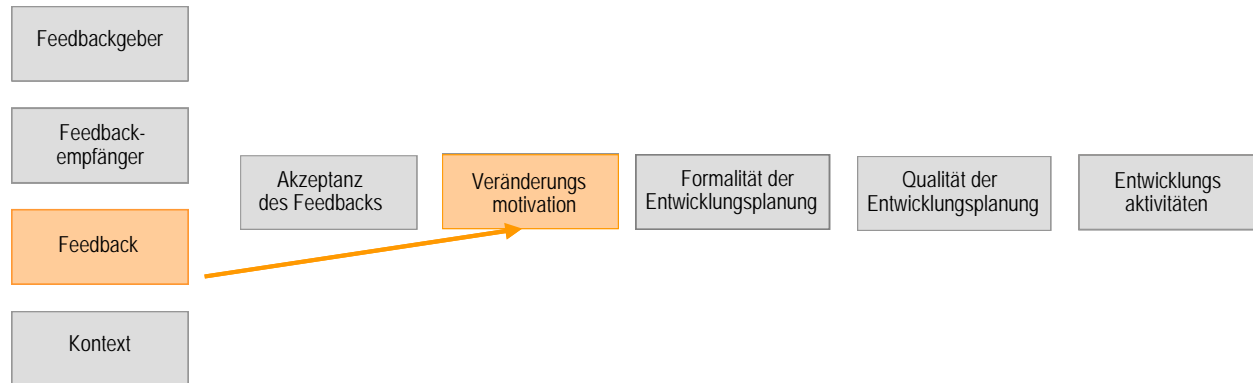 Feedbackgeber
Feedback-
empfänger
Feedback
Kontext
Akzeptanz
des Feedbacks
Veränderungs
motivation
Formalität der
Entwicklungsplanung
Qualität der
Entwicklungsplanung
Entwicklungs
aktivitäten